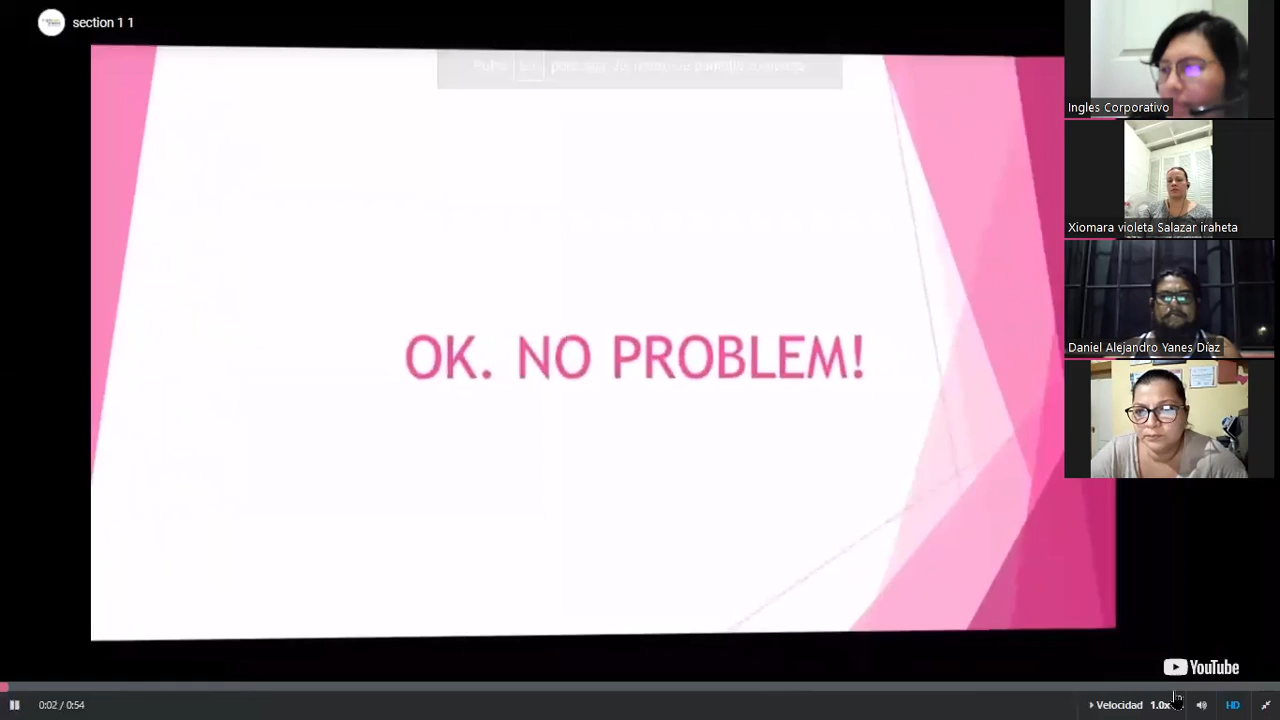 section 1 1
Ingles Corporativo
Xiomara violeta Salazar iraheta
Daniel Alejandro Yanes Díaz
OK. NO PROBLEM!
YouTube
0:02 / 0:54
Velocidad 1.0x
HD